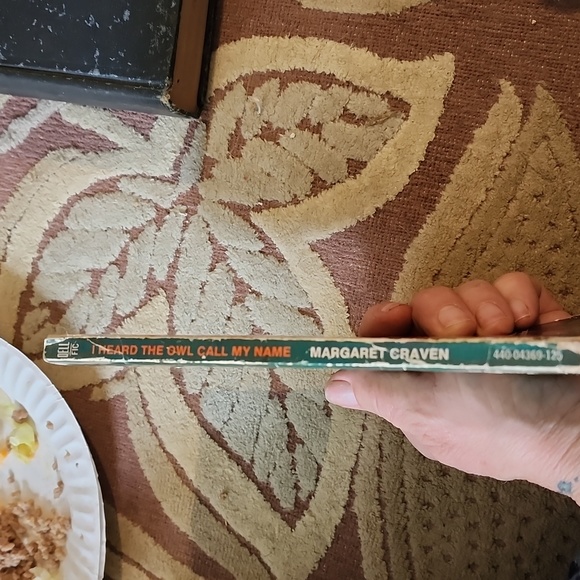 DELL
FIC
I HEARD THE OWL CALL MY NAME MARGARET CRAVEN 440-04369-125